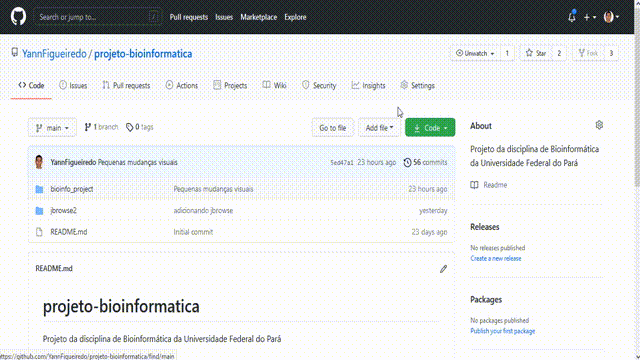 Search or jump to... /
Pull requests Issues Marketplace Explore
YannFigueiredo / projeto-bioinformatica
Unwatch 1 Star 2 Fork 3
Code Issues Pull requests Actions Projects Wiki Security Insights Settings
main 1 branch 0 tags Go to file Add file Code
YannFigueiredo Pequenas mudanças visuais 5ed47a1 23 hours ago 56 commits
bioinfo_project Pequenas mudanças visuais 23 hours ago
jbrowse2 adicionando jbrowse yesterday
README.md Initial commit 23 days ago
README.md
projeto-bioinformatica
Projeto da disciplina de Bioinformática da Universidade Federal do Pará
About
Projeto da disciplina de Bioinformática
da Universidade Federal do Pará
Readme
Releases
No releases published
Create a new release
Packages
No packages published
Publish your first package
ttps://github.com/YannFigueiredo/projeto-bioinformatica/find/main